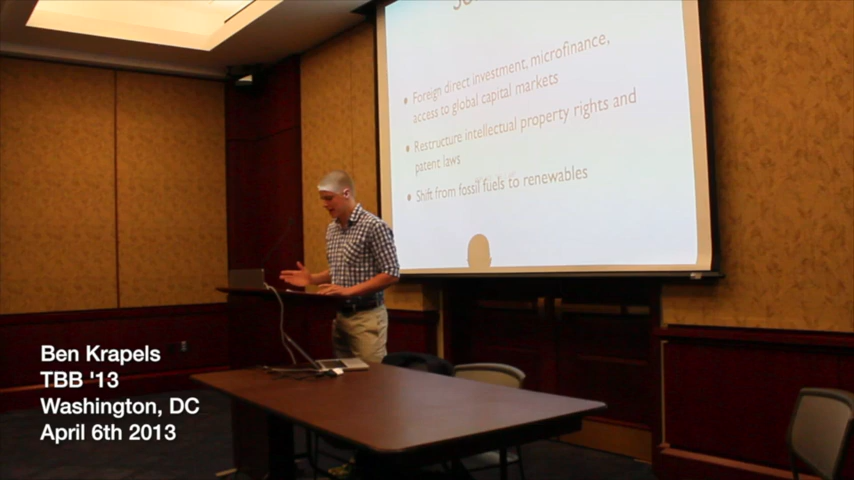 • Foreign direct investment, microfinance,
access to global capital markets
• Restructure intellectual property rights and
patent laws
• Shift from fossil fuels to renewables
Ben Krapels
TBB '13
Washington, DC
April 6th 2013